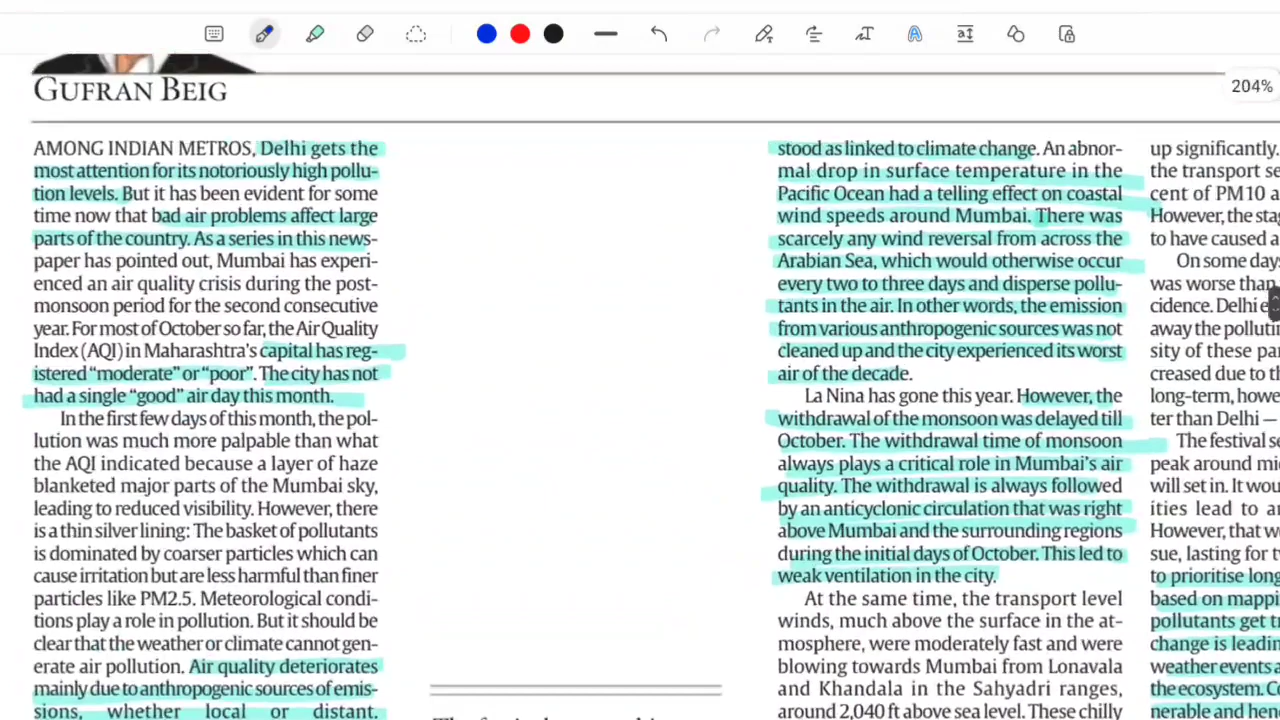 204%
GUFRAN BEIG
AMONG INDIAN METROS, Delhi gets the
most attention for its notoriously high pollu-
tion levels. But it has been evident for some
time now that bad air problems affect large
parts of the country. As a series in this news-
paper has pointed out, Mumbai has experi-
enced an air quality crisis during the post-
monsoon period for the second consecutive
year. For most of October so far, the Air Quality
Index (AQI) in Maharashtra's capital has reg-
istered "moderate" or "poor". The city has not
had a single "good" air day this month.
In the first few days of this month, the pol-
lution was much more palpable than what
the AQI indicated because a layer of haze
blanketed major parts of the Mumbai sky,
leading to reduced visibility. However, there
is a thin silver lining: The basket of pollutants
is dominated by coarser particles which can
cause irritation but are less harmful than finer
particles like PM2.5. Meteorological condi-
tions play a role in pollution. But it should be
clear that the weather or climate cannot gen-
erate air pollution. Air quality deteriorates
mainly due to anthropogenic sources of emis-
sions, whether local or distant.
stood as linked to climate change. An abnor-
mal drop in surface temperature in the
Pacific Ocean had a telling effect on coastal
wind speeds around Mumbai. There was
scarcely any wind reversal from across the
Arabian Sea, which would otherwise occur
every two to three days and disperse pollu-
tants in the air. In other words, the emission
from various anthropogenic sources was not
cleaned up and the city experienced its worst
air of the decade.
La Nina has gone this year. However, the
withdrawal of the monsoon was delayed till
October. The withdrawal time of monsoon
always plays a critical role in Mumbai's air
quality. The withdrawal is always followed
by an anticyclonic circulation that was right
above Mumbai and the surrounding regions
during the initial days of October. This led to
weak ventilation in the city.
At the same time, the transport level
winds, much above the surface in the at-
mosphere, were moderately fast and were
blowing towards Mumbai from Lonavala
and Khandala in the Sahyadri ranges,
around 2,040 ft above sea level. These chilly
up significantly.
the transport se
cent of PM10 a
However, the sta
to have caused a
On some day
was worse than
cidence. Delhi e
away the pollutin
sity of these par
creased due to th
long-term, howe
ter than Delhi —
The festival se
peak around mi
will set in. It wou
ities lead to an
However, that w
sue, lasting for t
to prioritise long
based on mappi
pollutants get tr
change is leadin
weather events a
the ecosystem. C
nerable and hen